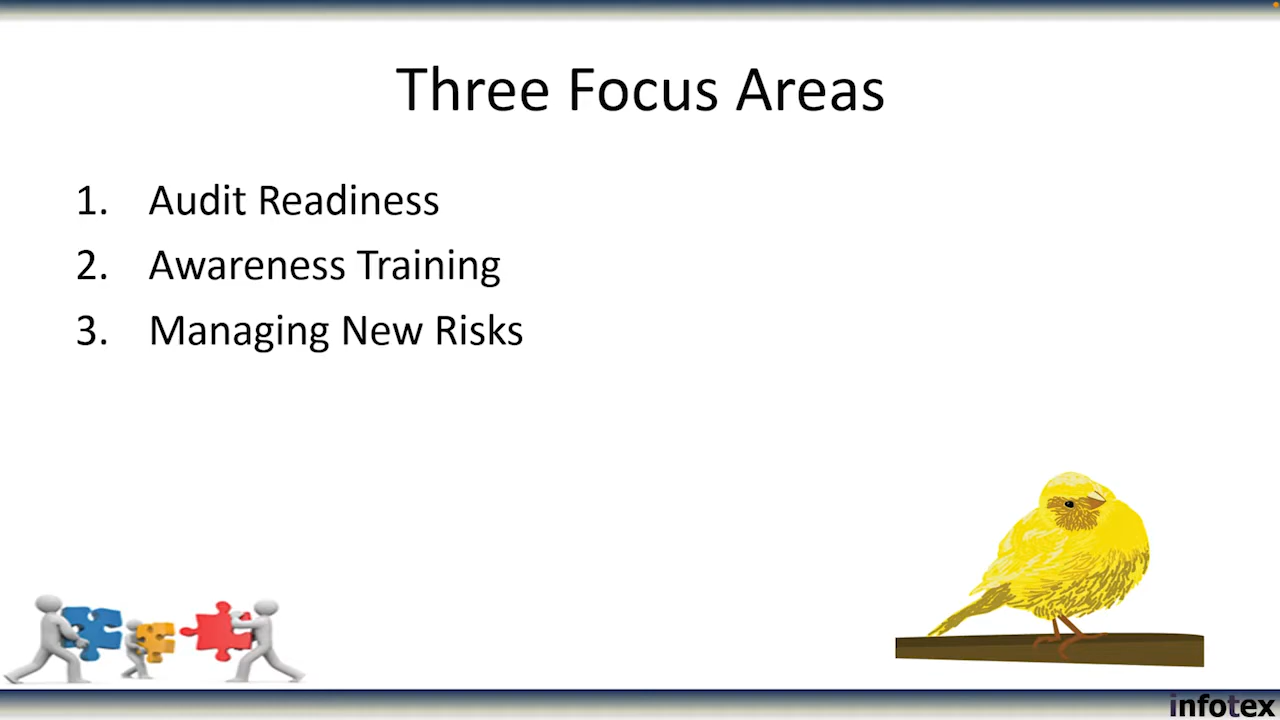 Three Focus Areas
1. Audit Readiness
2. Awareness Training
3. Managing New Risks
infotex